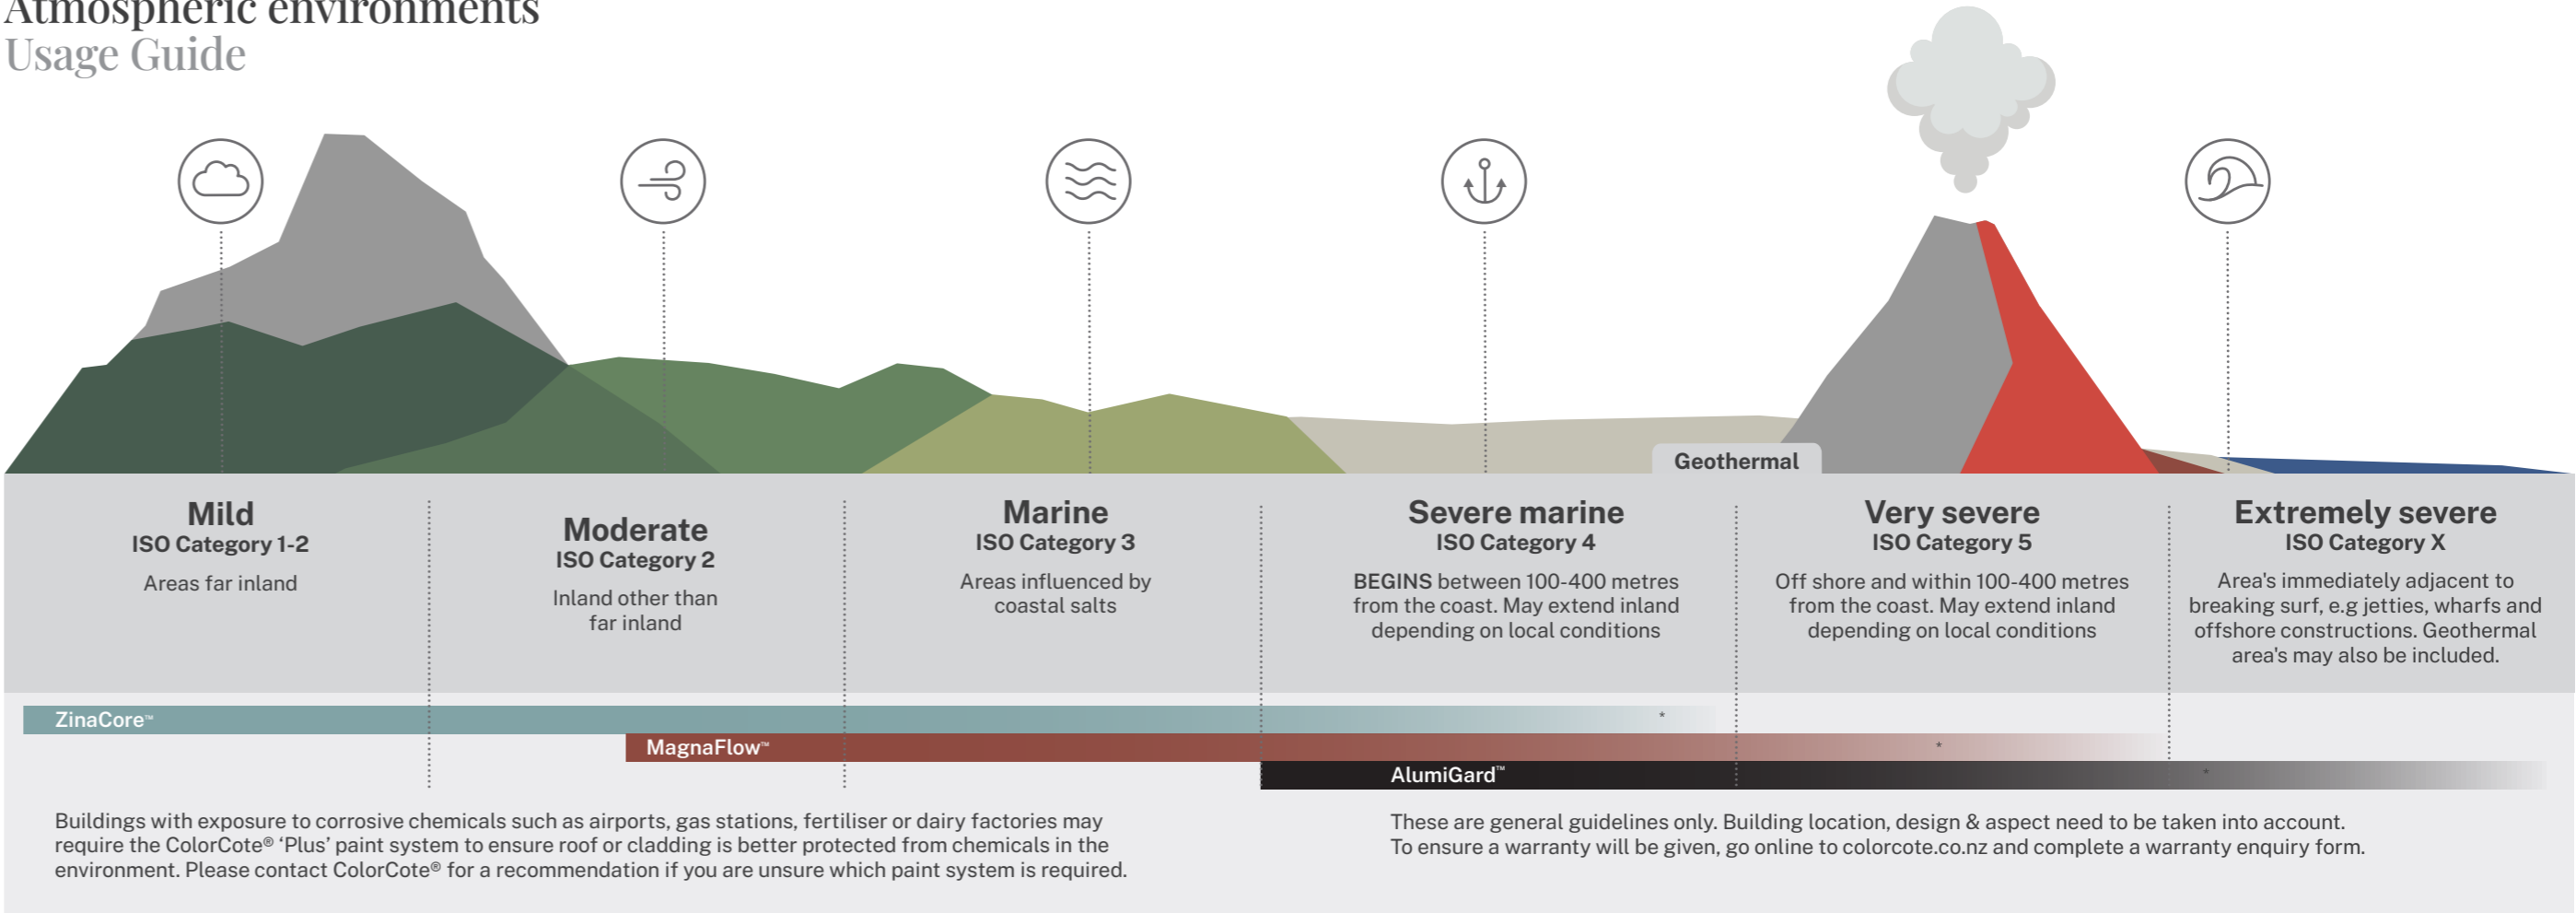 Atmospheric environments
Usage Guide
Geothermal
Mild
ISO Category 1-2
Areas far inland
Moderate
ISO Category 2
Inland other than
far inland
Marine
ISO Category 3
Areas influenced by
coastal salts
Severe marine
ISO Category 4
BEGINS between 100-400 metres
from the coast. May extend inland
depending on local conditions
Very severe
ISO Category 5
Off shore and within 100-400 metres
from the coast. May extend inland
depending on local conditions
Extremely severe
ISO Category X
Area's immediately adjacent to
breaking surf, e.g jetties, wharfs and
offshore constructions. Geothermal
area's may also be included.
ZinaCore™ *
MagnaFlow™ *
AlumiGard™ *
Buildings with exposure to corrosive chemicals such as airports, gas stations, fertiliser or dairy factories may
require the ColorCote® ‘Plus’ paint system to ensure roof or cladding is better protected from chemicals in the
environment. Please contact ColorCote® for a recommendation if you are unsure which paint system is required.
These are general guidelines only. Building location, design & aspect need to be taken into account.
To ensure a warranty will be given, go online to colorcote.co.nz and complete a warranty enquiry form.